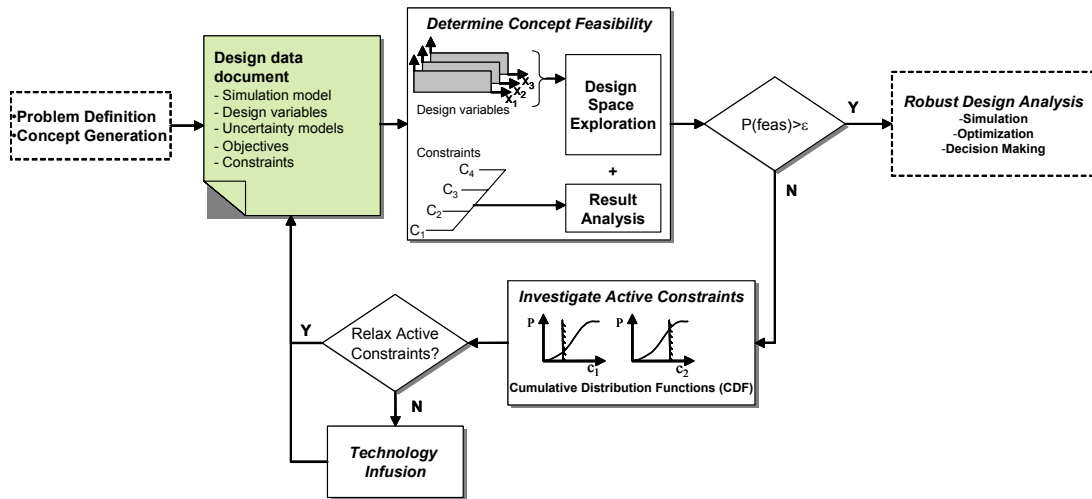 •Problem Definition
•Concept Generation
Design data
document
- Simulation model
- Design variables
- Uncertainty models
- Objectives
- Constraints
Determine Concept Feasibility
x3
x2
x1
Design variables
Design
Space
Exploration
Constraints
C4
C3
C2
C1
+
Result
Analysis
P(feas)>ε
Y
N
Robust Design Analysis
-Simulation
-Optimization
-Decision Making
Investigate Active Constraints
P
c1
P
c2
Cumulative Distribution Functions (CDF)
Relax Active
Constraints?
Y
N
Technology
Infusion